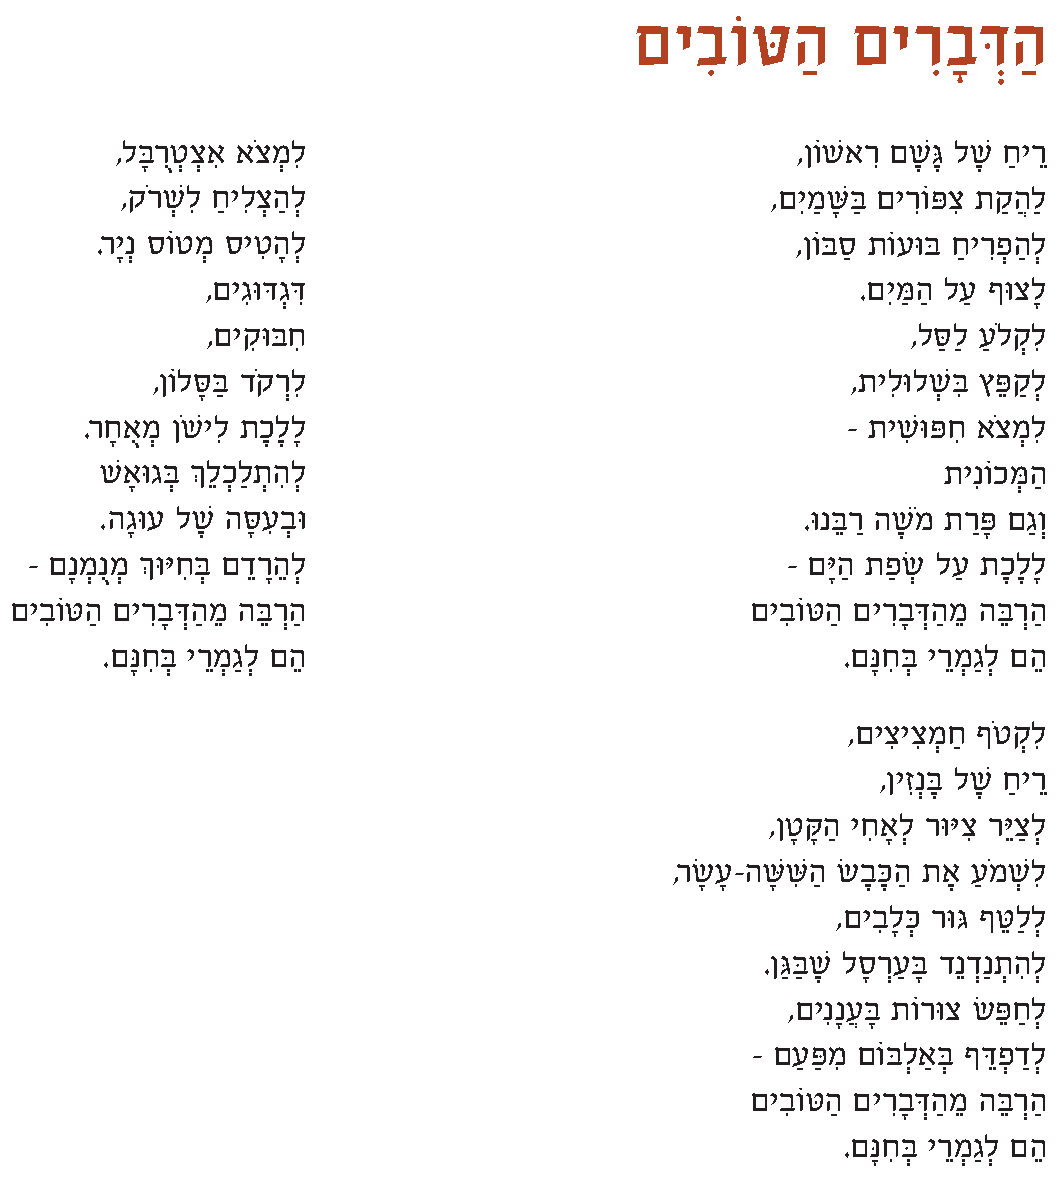 הַדְּבָרִים הַטּוֹבִים
רֵיחַ שֶׁל גֶּשֶׁם רִאשׁוֹן,
לַהֲקַת צִפּוֹרִים בַּשָּׁמַיִם,
לְהַפְרִיחַ בּוּעוֹת סַבּוֹן,
לָצוּף עַל הַמַּיִם.
לִקְלֹעַ לַסַּל,
לְקַפֵּץ בִּשְׁלוּלִית,
לִמְצֹא חִפּוּשִׁית -
הַמְּכוֹנִית
וְגַם פָּרַת מֹשֶׁה רַבֵּנוּ.
לָלֶכֶת עַל שְׂפַת הַיָּם -
הַרְבֵּה מֵהַדְּבָרִים הַטּוֹבִים
הֵם לְגַמְרֵי בְּחִנָּם.
לִקְטֹף חַמְצִיצִים,
רֵיחַ שֶׁל בֶּנְזִין,
לְצַיֵּר צִיּוּר לְאָחִי הַקָּטָן,
לִשְׁמֹעַ אֶת הַכֶּבֶשׂ הַשִּׁשָּׁה-עָשָׂר,
לְלַטֵּף גּוּר כְּלָבִים,
לְהִתְנַדְנֵד בָּעַרְסָל שֶׁבַּגַּן.
לְחַפֵּשׂ צוּרוֹת בָּעֲנָנִים,
לְדַפְדֵּף בְּאַלְבּוֹם מִפַּעַם -
הַרְבֵּה מֵהַדְּבָרִים הַטּוֹבִים
הֵם לְגַמְרֵי בְּחִנָּם.
לִמְצֹא אִצְטְרֻבָּל,
לְהַצְלִיחַ לִשְׁרֹק,
לְהָטִיס מְטוֹס נְיָר.
דִּגְדּוּגִים,
חִבּוּקִים,
לִרְקֹד בַּסָּלוֹן,
לָלֶכֶת לִישֹׁן מְאֻחָר.
לְהִתְלַכְלֵךְ בְּגוּאָשׁ
וּבְעִסָּה שֶׁל עוּגָה.
לְהֵרָדֵם בְּחִיּוּךְ מְנֻמְנָם -
הַרְבֵּה מֵהַדְּבָרִים הַטּוֹבִים
הֵם לְגַמְרֵי בְּחִנָּם.